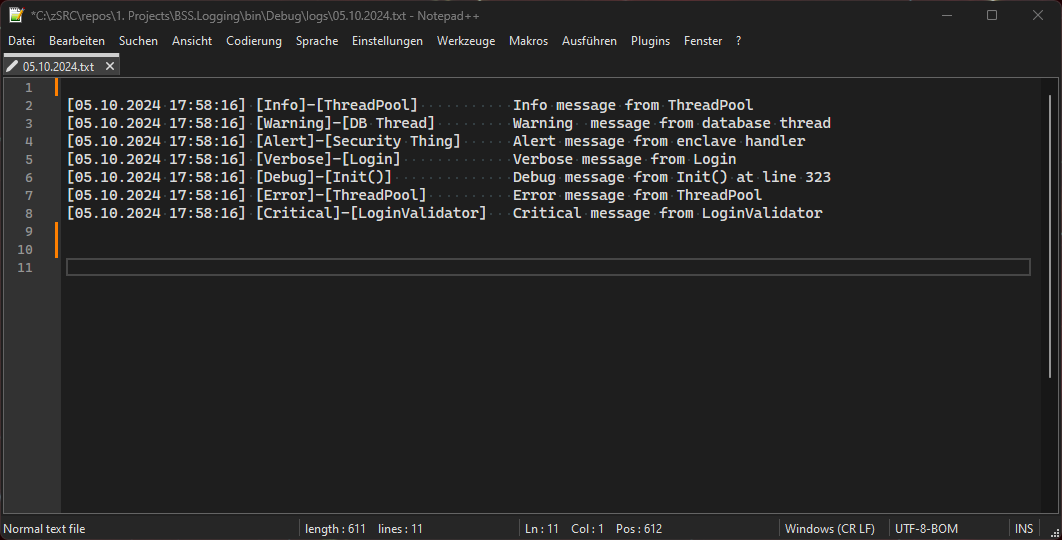 *C:\zSRC\repos\1. Projects\BSS.Logging\bin\Debug\logs\05.10.2024.txt - Notepad++
Datei Bearbeiten Suchen Ansicht Codierung Sprache Einstellungen Werkzeuge Makros Ausführen Plugins Fenster ?
05.10.2024.txt
1
2 [05.10.2024 17:58:16] [Info]-[ThreadPool] Info message from ThreadPool
3 [05.10.2024 17:58:16] [Warning]-[DB Thread] Warning  message from database thread
4 [05.10.2024 17:58:16] [Alert]-[Security Thing] Alert message from enclave handler
5 [05.10.2024 17:58:16] [Verbose]-[Login] Verbose message from Login
6 [05.10.2024 17:58:16] [Debug]-[Init()] Debug message from Init() at line 323
7 [05.10.2024 17:58:16] [Error]-[ThreadPool] Error message from ThreadPool
8 [05.10.2024 17:58:16] [Critical]-[LoginValidator] Critical message from LoginValidator
9
10
11
Normal text file length : 611 lines : 11 Ln : 11 Col : 1 Pos : 612 Windows (CR LF) UTF-8-BOM INS